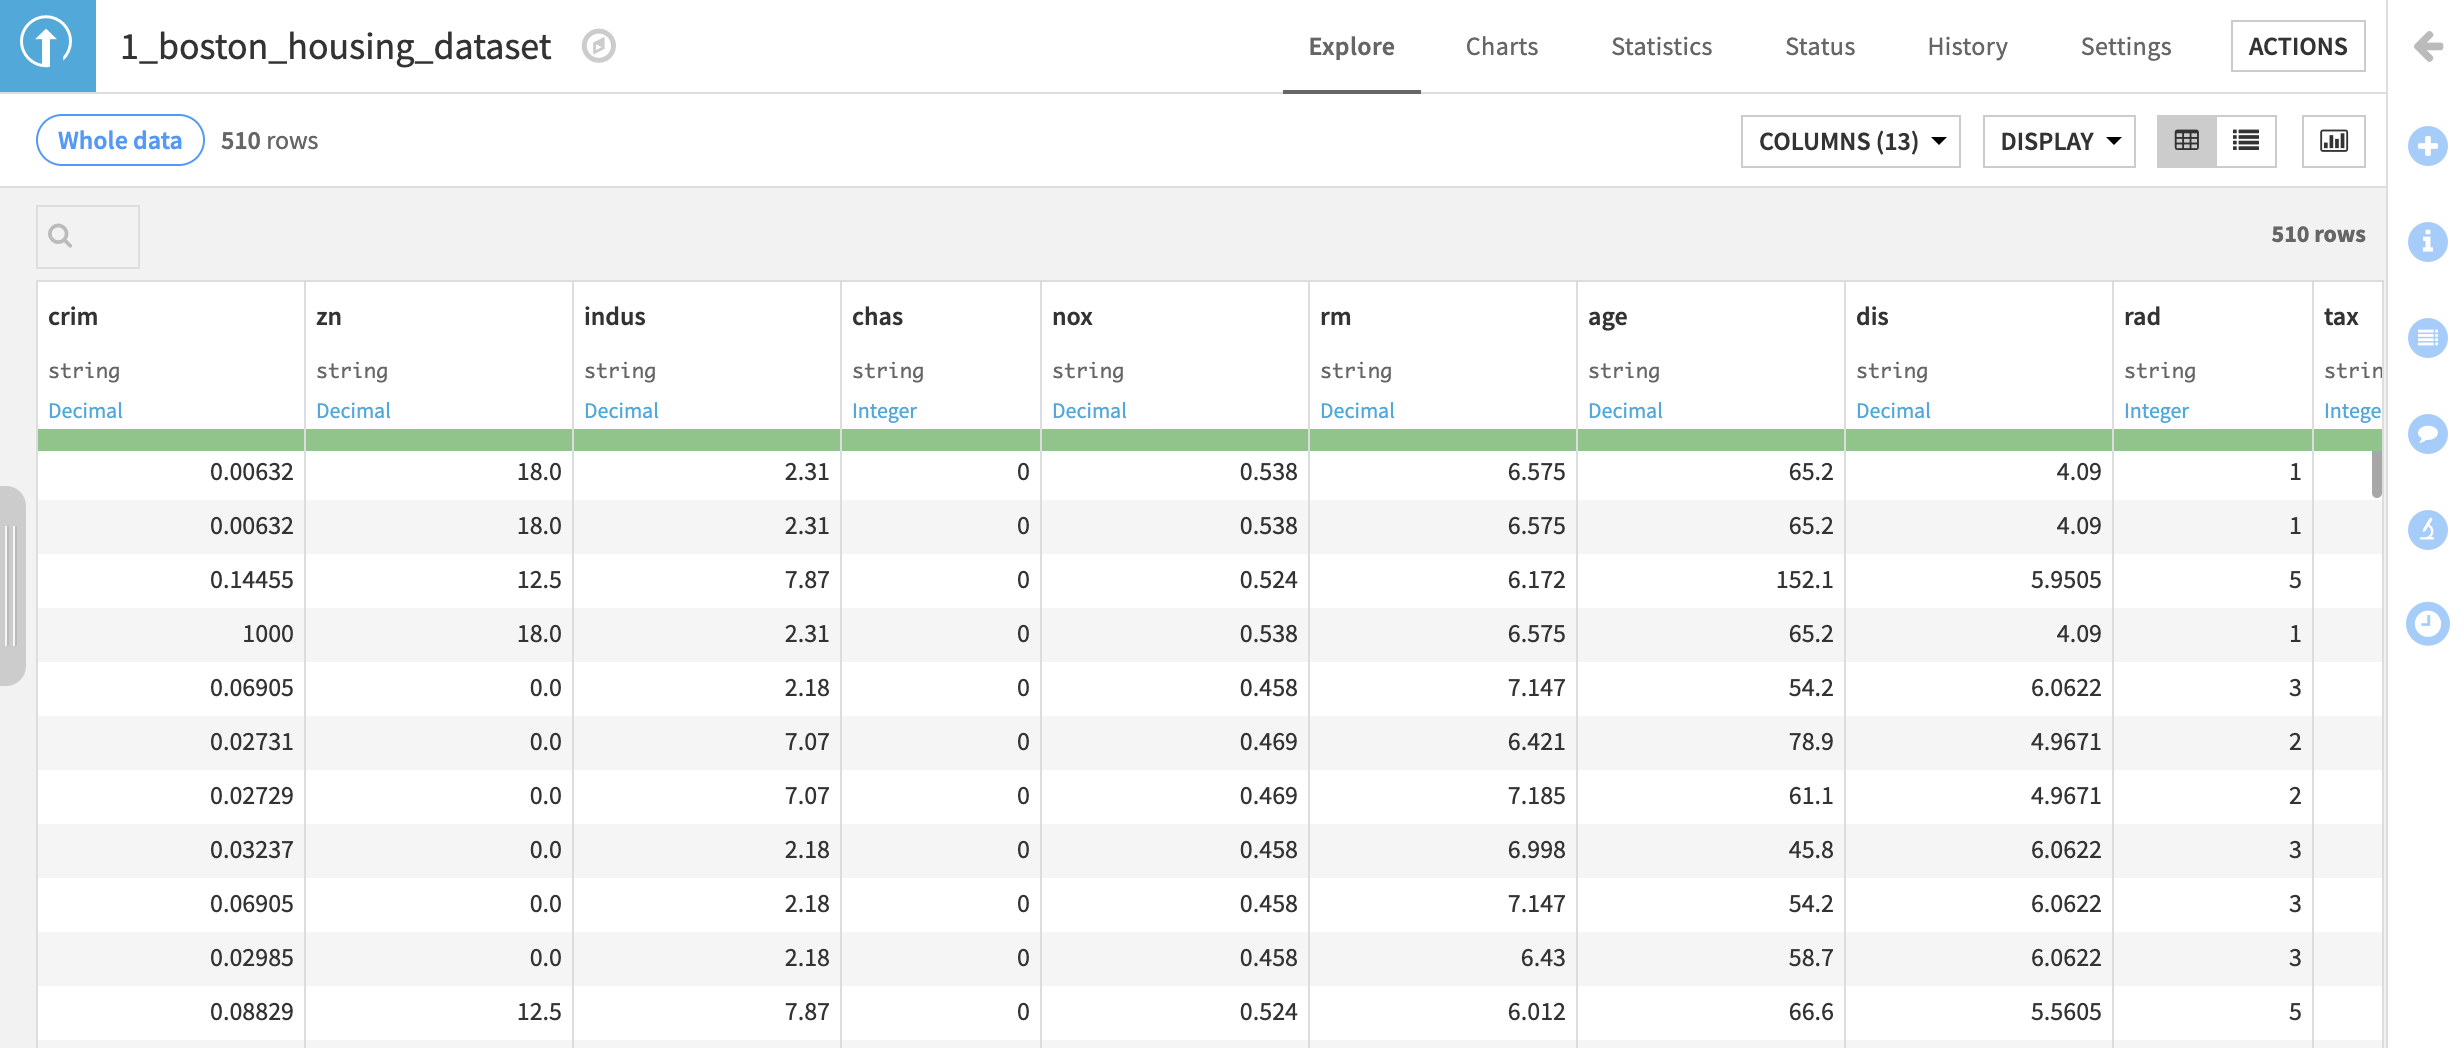 1_boston_housing_dataset Explore Charts Statistics Status History Settings ACTIONS
Whole data 510 rows COLUMNS (13) DISPLAY
510 rows
crim zn indus chas nox rm age dis rad tax
string string string string string string string string string strin
Decimal Decimal Decimal Integer Decimal Decimal Decimal Decimal Integer Intege
0.00632 18.0 2.31 0 0.538 6.575 65.2 4.09 1
0.00632 18.0 2.31 0 0.538 6.575 65.2 4.09 1
0.14455 12.5 7.87 0 0.524 6.172 152.1 5.9505 5
1000 18.0 2.31 0 0.538 6.575 65.2 4.09 1
0.06905 0.0 2.18 0 0.458 7.147 54.2 6.0622 3
0.02731 0.0 7.07 0 0.469 6.421 78.9 4.9671 2
0.02729 0.0 7.07 0 0.469 7.185 61.1 4.9671 2
0.03237 0.0 2.18 0 0.458 6.998 45.8 6.0622 3
0.06905 0.0 2.18 0 0.458 7.147 54.2 6.0622 3
0.02985 0.0 2.18 0 0.458 6.43 58.7 6.0622 3
0.08829 12.5 7.87 0 0.524 6.012 66.6 5.5605 5